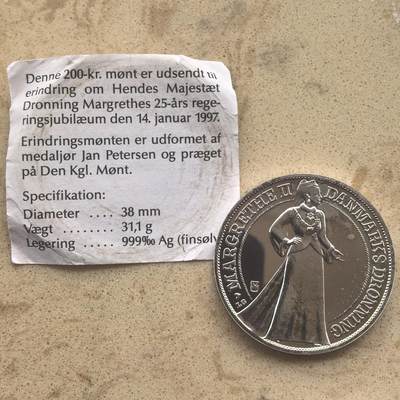 Denne 200-kr. mønt er udsendt til
erindring om Hendes Majestæt
Dronning Margrethes 25-års rege-
ringsjubilæum den 14. januar 1997.
Erindringsmønten er udformet af
medaljør Jan Petersen og præget
på Den Kgl. Mønt.
Specifikation:
Diameter .... 38 mm
Vægt ....... 31,1 g
Legering ..... 999‰ Ag (finsølv
MARGRETHE II DANMARKS DRONNING